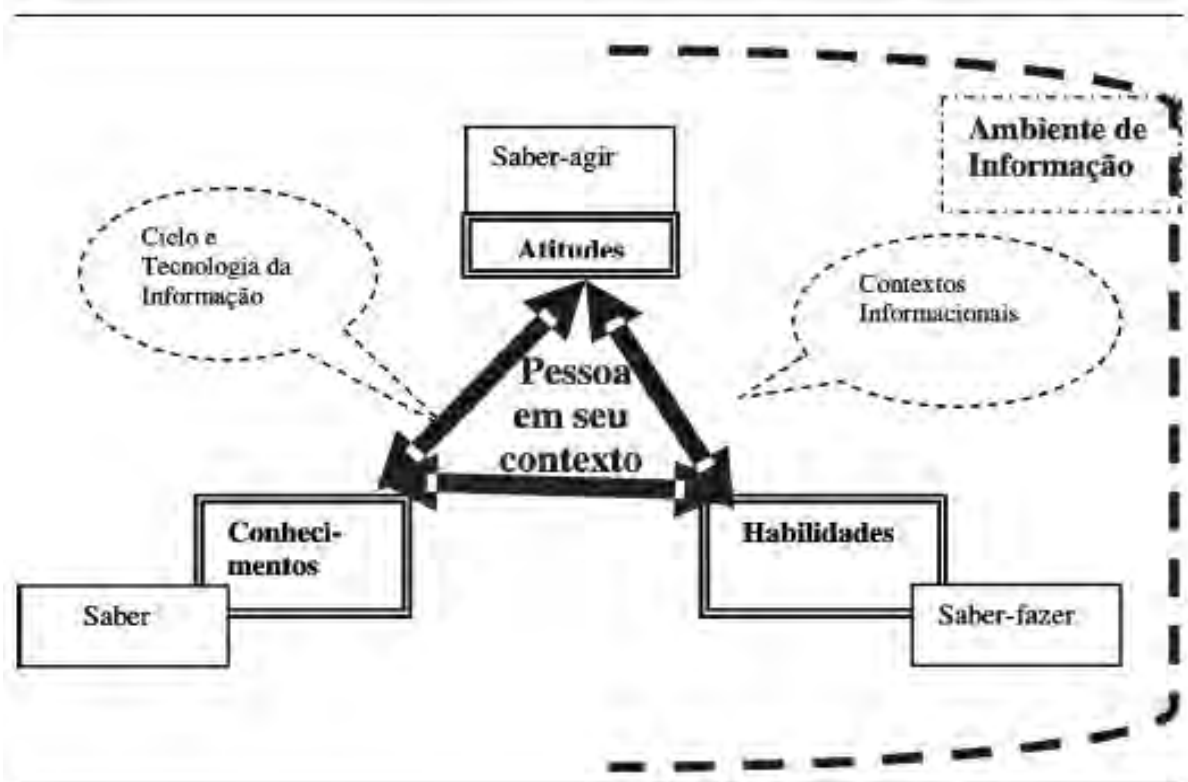 Ambiente de
Informação
Saber-agir
Atitudes
Ciclo e
Tecnologia da
Informação
Contextos
Informacionais
Pessoa
em seu
contexto
Conheci-
mentos
Saber
Habilidades
Saber-fazer